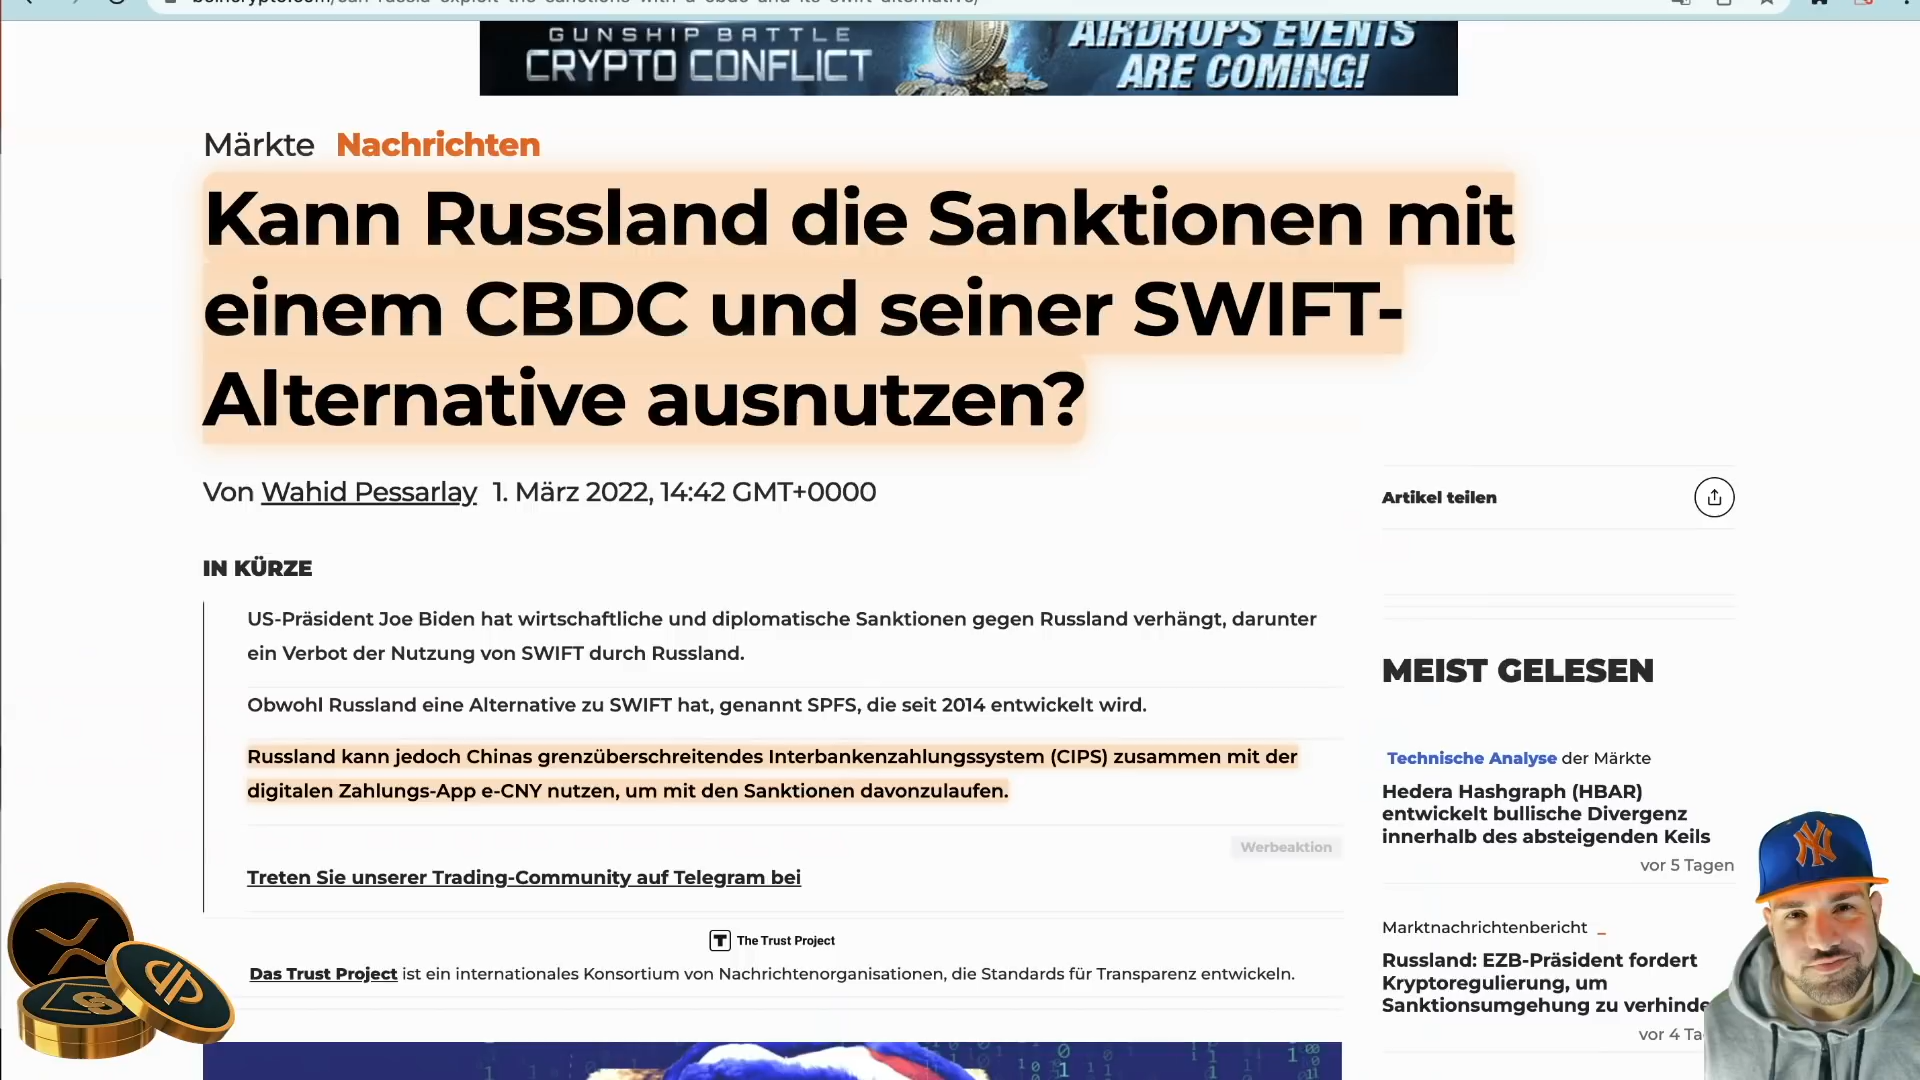 GUNSHIP BATTLE
CRYPTO CONFLICT
AIRDROPS EVENTS
ARE COMING!
Märkte Nachrichten
Kann Russland die Sanktionen mit
einem CBDC und seiner SWIFT-
Alternative ausnutzen?
Von Wahid Pessarlay 1. März 2022, 14:42 GMT+0000
Artikel teilen
IN KÜRZE
US-Präsident Joe Biden hat wirtschaftliche und diplomatische Sanktionen gegen Russland verhängt, darunter
ein Verbot der Nutzung von SWIFT durch Russland.
Obwohl Russland eine Alternative zu SWIFT hat, genannt SPFS, die seit 2014 entwickelt wird.
Russland kann jedoch Chinas grenzüberschreitendes Interbankenzahlungssystem (CIPS) zusammen mit der
digitalen Zahlungs-App e-CNY nutzen, um mit den Sanktionen davonzulaufen.
Werbeaktion
Treten Sie unserer Trading-Community auf Telegram bei
The Trust Project
Das Trust Project ist ein internationales Konsortium von Nachrichtenorganisationen, die Standards für Transparenz entwickeln.
MEIST GELESEN
Technische Analyse der Märkte
Hedera Hashgraph (HBAR)
entwickelt bullische Divergenz
innerhalb des absteigenden Keils
vor 5 Tagen
Marktnachrichtenbericht
Russland: EZB-Präsident fordert
Kryptoregulierung, um
Sanktionsumgehung zu verhinde
vor 4 Ta